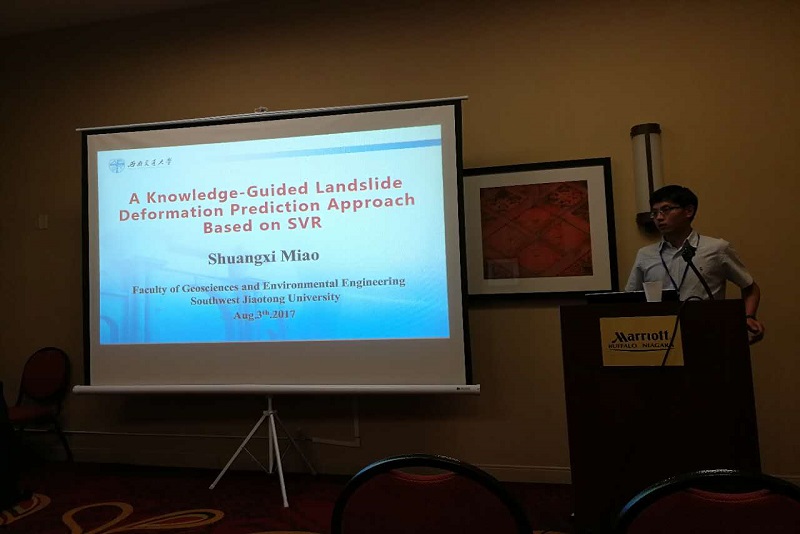 西南交通大学
A Knowledge-Guided Landslide
Deformation Prediction Approach
Based on SVR
Shuangxi Miao
Faculty of Geosciences and Environmental Engineering
Southwest Jiaotong University
Aug.3th.2017
Marriott
BUFFALO NIAGARA